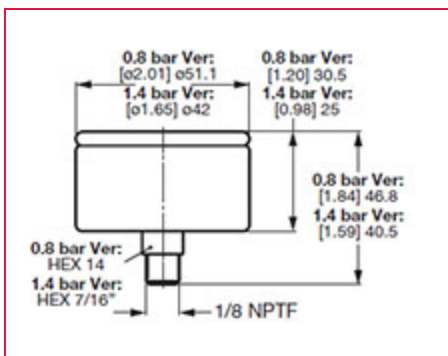 0.8 bar Ver:
[ø2.01] ø51.1
1.4 bar Ver:
[ø1.65] ø42
0.8 bar Ver:
[1.20] 30.5
1.4 bar Ver:
[0.98] 25
0.8 bar Ver:
[1.84] 46.8
1.4 bar Ver:
[1.59] 40.5
0.8 bar Ver:
HEX 14
1.4 bar Ver:
HEX 7/16"
1/8 NPTF